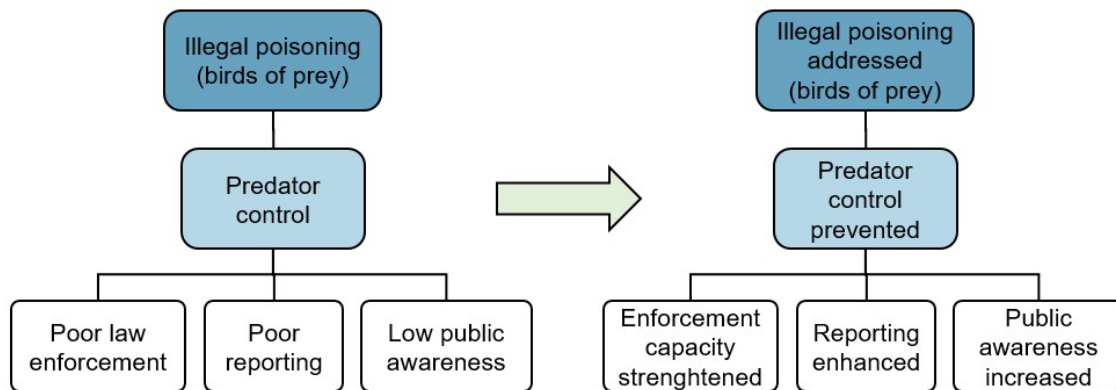 Illegal poisoning
(birds of prey)
Predator
control
Poor law
enforcement
Poor
reporting
Low public
awareness
Illegal poisoning
addressed
(birds of prey)
Predator
control
prevented
Enforcement
capacity
strenghtened
Reporting
enhanced
Public
awareness
increased